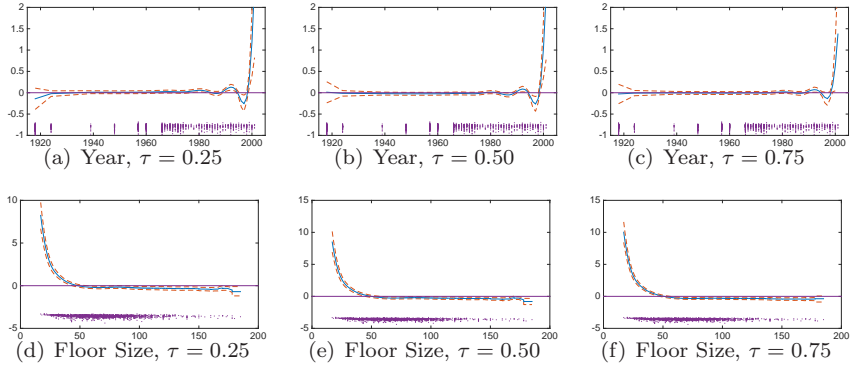 2
1.5
1
0.5
0
-0.5
-1
1920 1940 1960 1980 2000
(a) Year, τ = 0.25
2
1.5
1
0.5
0
-0.5
-1
1920 1940 1960 1980 2000
(b) Year, τ = 0.50
2
1.5
1
0.5
0
-0.5
-1
1920 1940 1960 1980 2000
(c) Year, τ = 0.75
10
5
0
-5
0 50 100 150 200
(d) Floor Size, τ = 0.25
15
10
5
0
-5
0 50 100 150 200
(e) Floor Size, τ = 0.50
15
10
5
0
-5
0 50 100 150 200
(f) Floor Size, τ = 0.75